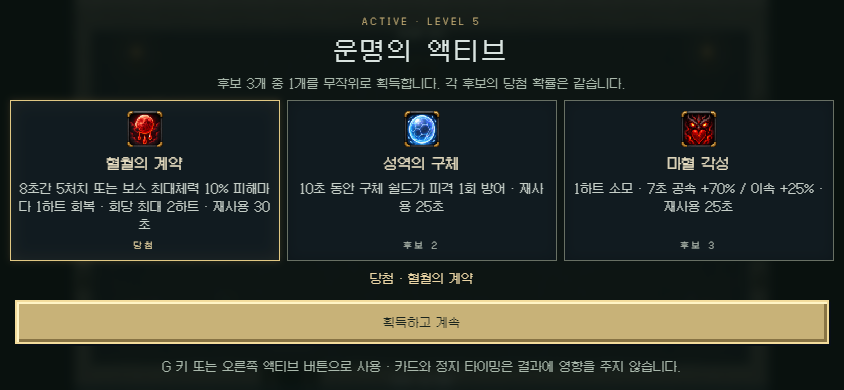 ACTIVE · LEVEL 5
운명의 액티브
후보 3개 중 1개를 무작위로 획득합니다. 각 후보의 당첨 확률은 같습니다.
혈월의 계약
8초간 5처치 또는 보스 최대체력 10% 피해마
다 1하트 회복 · 회당 최대 2하트 · 재사용 30
초
당첨
성역의 구체
10초 동안 구체 쉴드가 피격 1회 방어 · 재사
용 25초
후보 2
마혈 각성
1하트 소모 · 7초 공속 +70% / 이속 +25% ·
재사용 25초
후보 3
당첨 · 혈월의 계약
획득하고 계속
G 키 또는 오른쪽 액티브 버튼으로 사용 · 카드와 정지 타이밍은 결과에 영향을 주지 않습니다.